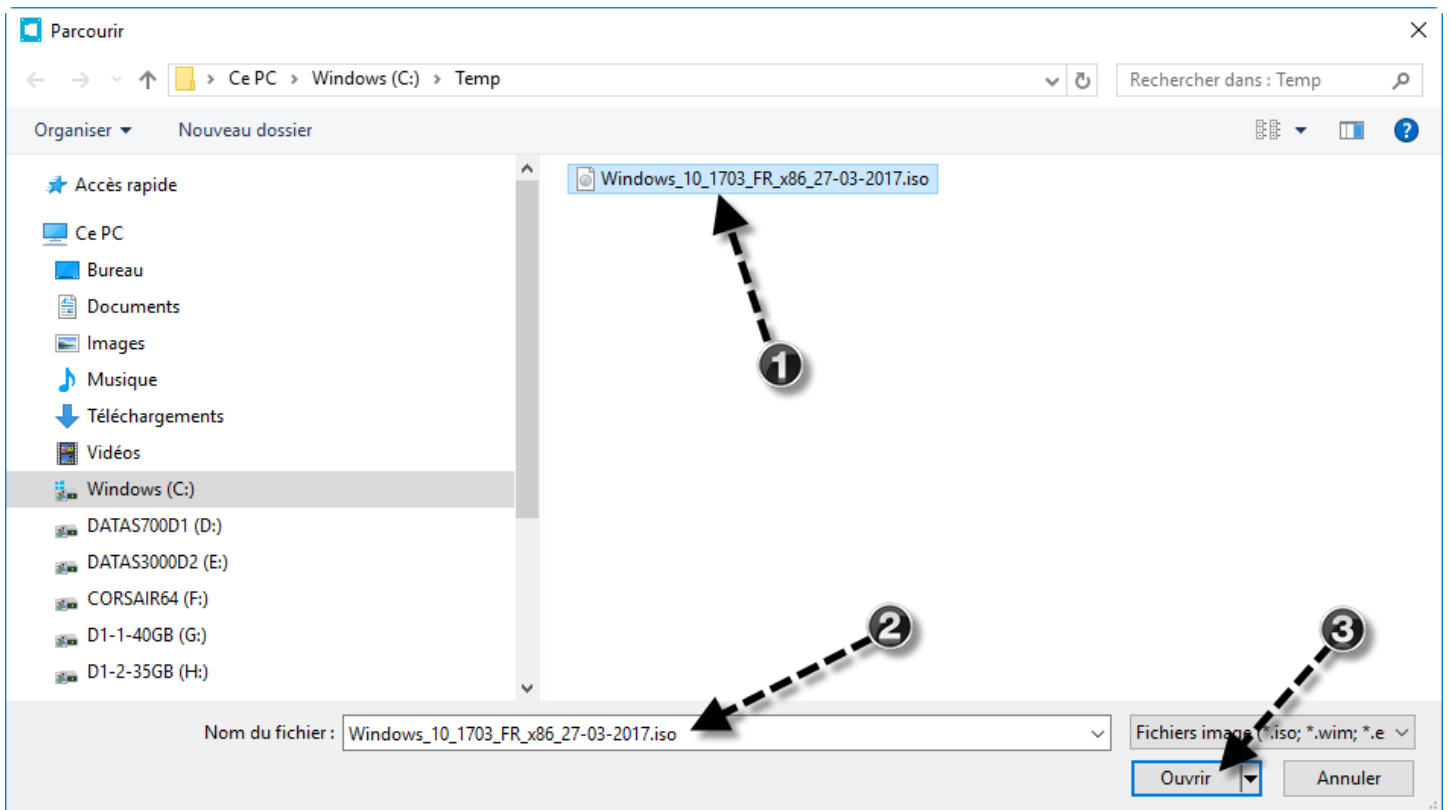 Parcourir
Ce PC > Windows (C:) > Temp
Rechercher dans : Temp
Organiser
Nouveau dossier
Accès rapide
Ce PC
Bureau
Documents
Images
Musique
Téléchargements
Vidéos
Windows (C:)
DATAS700D1 (D:)
DATAS3000D2 (E:)
CORSAIR64 (F:)
D1-1-40GB (G:)
D1-2-35GB (H:)
Windows_10_1703_FR_x86_27-03-2017.iso
1
2
3
Nom du fichier : Windows_10_1703_FR_x86_27-03-2017.iso
Fichiers image (*.iso; *.wim; *.e
Ouvrir
Annuler